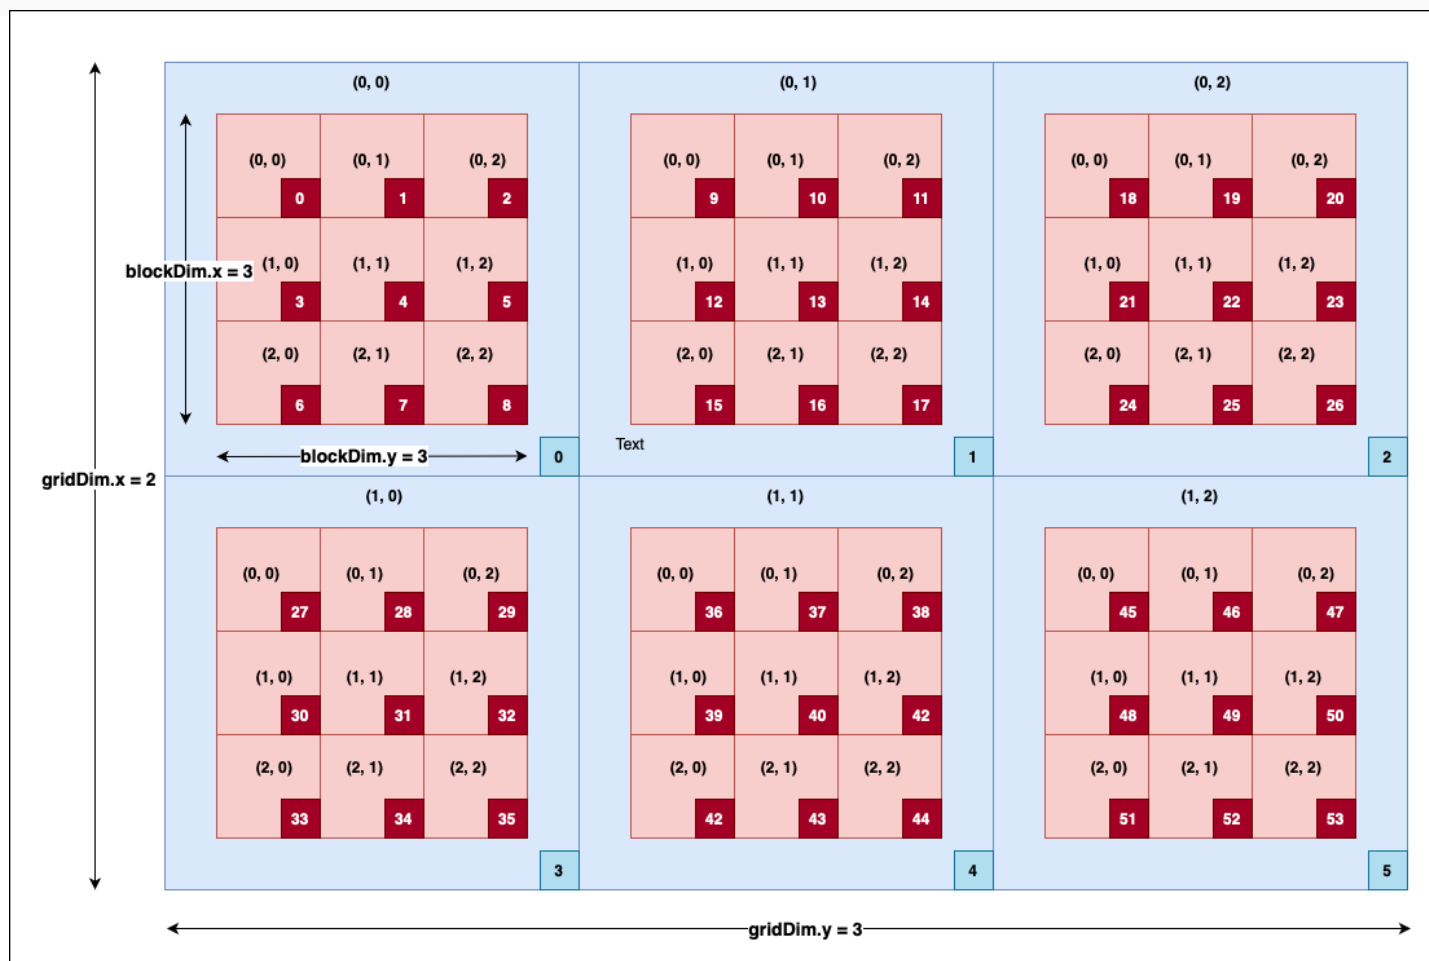 (0, 0) (0, 1) (0, 2)
(0, 0) (0, 1) (0, 2) (0, 0) (0, 1) (0, 2) (0, 0) (0, 1) (0, 2)
0 1 2 9 10 11 18 19 20
(1, 0) (1, 1) (1, 2) (1, 0) (1, 1) (1, 2) (1, 0) (1, 1) (1, 2)
blockDim.x = 3
3 4 5 12 13 14 21 22 23
(2, 0) (2, 1) (2, 2) (2, 0) (2, 1) (2, 2) (2, 0) (2, 1) (2, 2)
6 7 8 15 16 17 24 25 26
Text
blockDim.y = 3 0 1 2
gridDim.x = 2
(1, 0) (1, 1) (1, 2)
(0, 0) (0, 1) (0, 2) (0, 0) (0, 1) (0, 2) (0, 0) (0, 1) (0, 2)
27 28 29 36 37 38 45 46 47
(1, 0) (1, 1) (1, 2) (1, 0) (1, 1) (1, 2) (1, 0) (1, 1) (1, 2)
30 31 32 39 40 42 48 49 50
(2, 0) (2, 1) (2, 2) (2, 0) (2, 1) (2, 2) (2, 0) (2, 1) (2, 2)
33 34 35 42 43 44 51 52 53
3 4 5
gridDim.y = 3